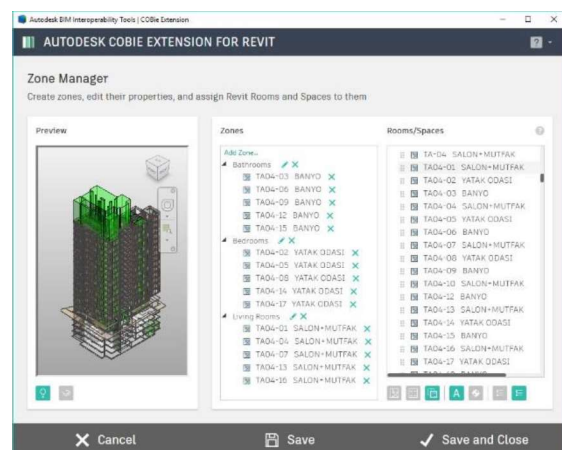 Autodesk BIM Interoperability Tools | COBie Extension
AUTODESK COBIE EXTENSION FOR REVIT
Zone Manager
Create zones, edit their properties, and assign Revit Rooms and Spaces to them
Preview
Zones
Add Zone...
Bathrooms
TA04-03 BANYO
TA04-06 BANYO
TA04-09 BANYO
TA04-12 BANYO
TA04-15 BANYO
Bedrooms
TA04-02 YATAK ODASI
TA04-05 YATAK ODASI
TA04-08 YATAK ODASI
TA04-14 YATAK ODASI
TA04-17 YATAK ODASI
Living Rooms
TA04-01 SALON+MUTFAK
TA04-04 SALON+MUTFAK
TA04-07 SALON+MUTFAK
TA04-13 SALON+MUTFAK
TA04-16 SALON+MUTFAK
Rooms/Spaces
TA-04 SALON+MUTFAK
TA04-01 SALON+MUTFAK
TA04-02 YATAK ODASI
TA04-03 BANYO
TA04-04 SALON+MUTFAK
TA04-05 YATAK ODASI
TA04-06 BANYO
TA04-07 SALON+MUTFAK
TA04-08 YATAK ODASI
TA04-09 BANYO
TA04-10 SALON+MUTFAK
TA04-12 BANYO
TA04-13 SALON+MUTFAK
TA04-14 YATAK ODASI
TA04-15 BANYO
TA04-16 SALON+MUTFAK
TA04-17 YATAK ODASI
Cancel
Save
Save and Close